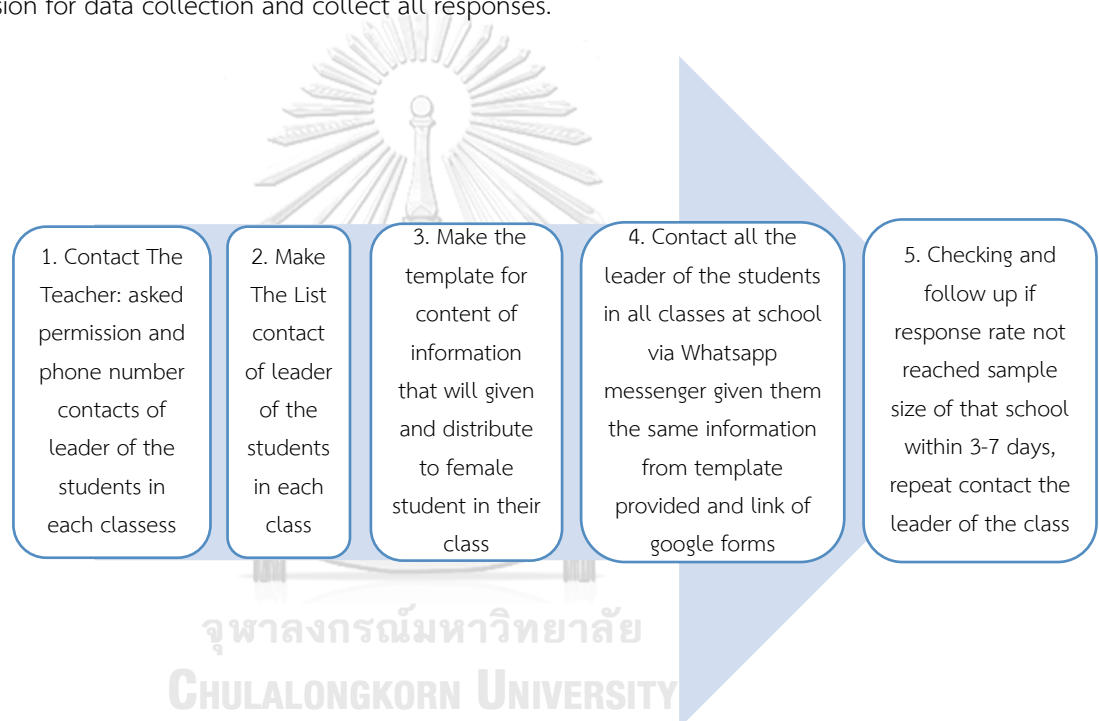 sion for data collection and collect all responses.
1. Contact The
Teacher: asked
permission and
phone number
contacts of
leader of the
students in
each classess
2. Make
The List
contact
of leader
of the
students
in each
class
3. Make the
template for
content of
information
that will given
and distribute
to female
student in their
class
4. Contact all the
leader of the students
in all classes at school
via Whatsapp
messenger given them
the same information
from template
provided and link of
google forms
5. Checking and
follow up if
response rate not
reached sample
size of that school
within 3-7 days,
repeat contact the
leader of the class
จุฬาลงกรณ์มหาวิทยาลัย
CHULALONGKORN UNIVERSITY